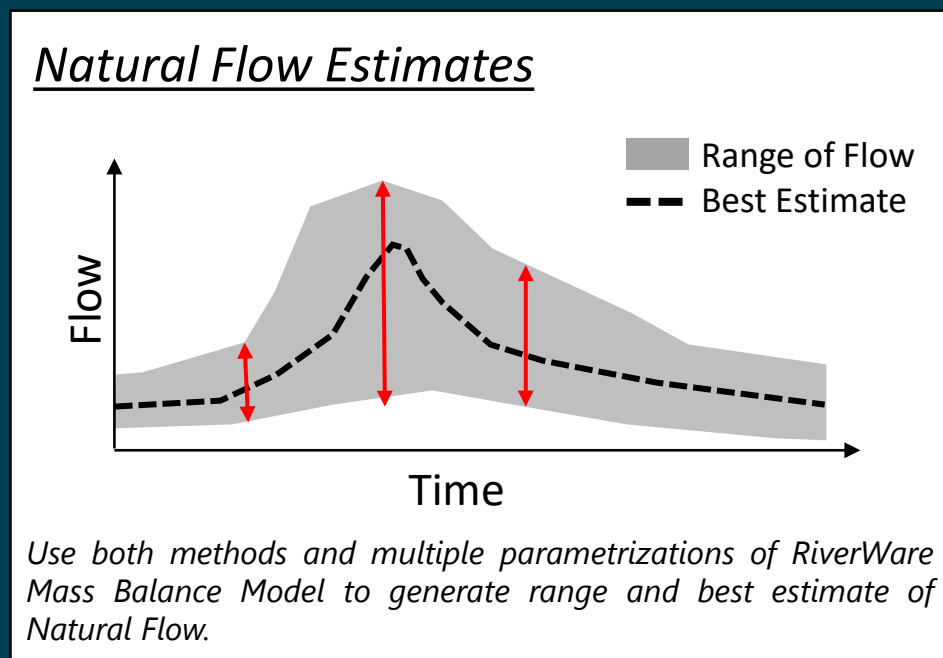 Natural Flow Estimates
Range of Flow
Best Estimate
Flow
Time
Use both methods and multiple parametrizations of RiverWare
Mass Balance Model to generate range and best estimate of
Natural Flow.